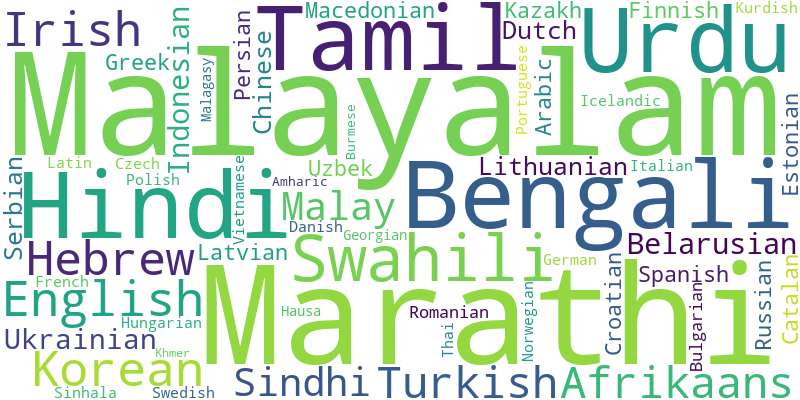 Irish
Malayalam
Tamil
Urdu
Macedonian
Kazakh
Finnish
Kurdish
Dutch
Greek
Indonesian
Malagasy
Persian
Chinese
Portuguese
Arabic
Icelandic
Burmese
Estonian
Latin
Czech
Polish
Vietnamese
Amharic
Uzbek
Lithuanian
Italian
Serbian
Hindi
Malay
Bengali
Danish
Georgian
Hebrew
Latvian
Swahili
German
Belarusian
Marathi
Spanish
Croatian
Bulgarian
Russian
Catalan
French
English
Hungarian
Hausa
Romanian
Thai
Norwegian
Ukrainian
Korean
Khmer
Sinhala
Swedish
Sindhi
Turkish
Afrikaans